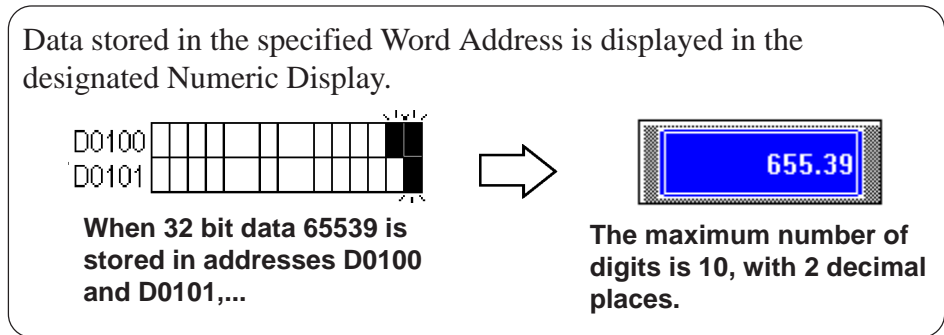 Data stored in the specified Word Address is displayed in the
designated Numeric Display.
D0100
D0101
655.39
When 32 bit data 65539 is
stored in addresses D0100
and D0101,...
The maximum number of
digits is 10, with 2 decimal
places.